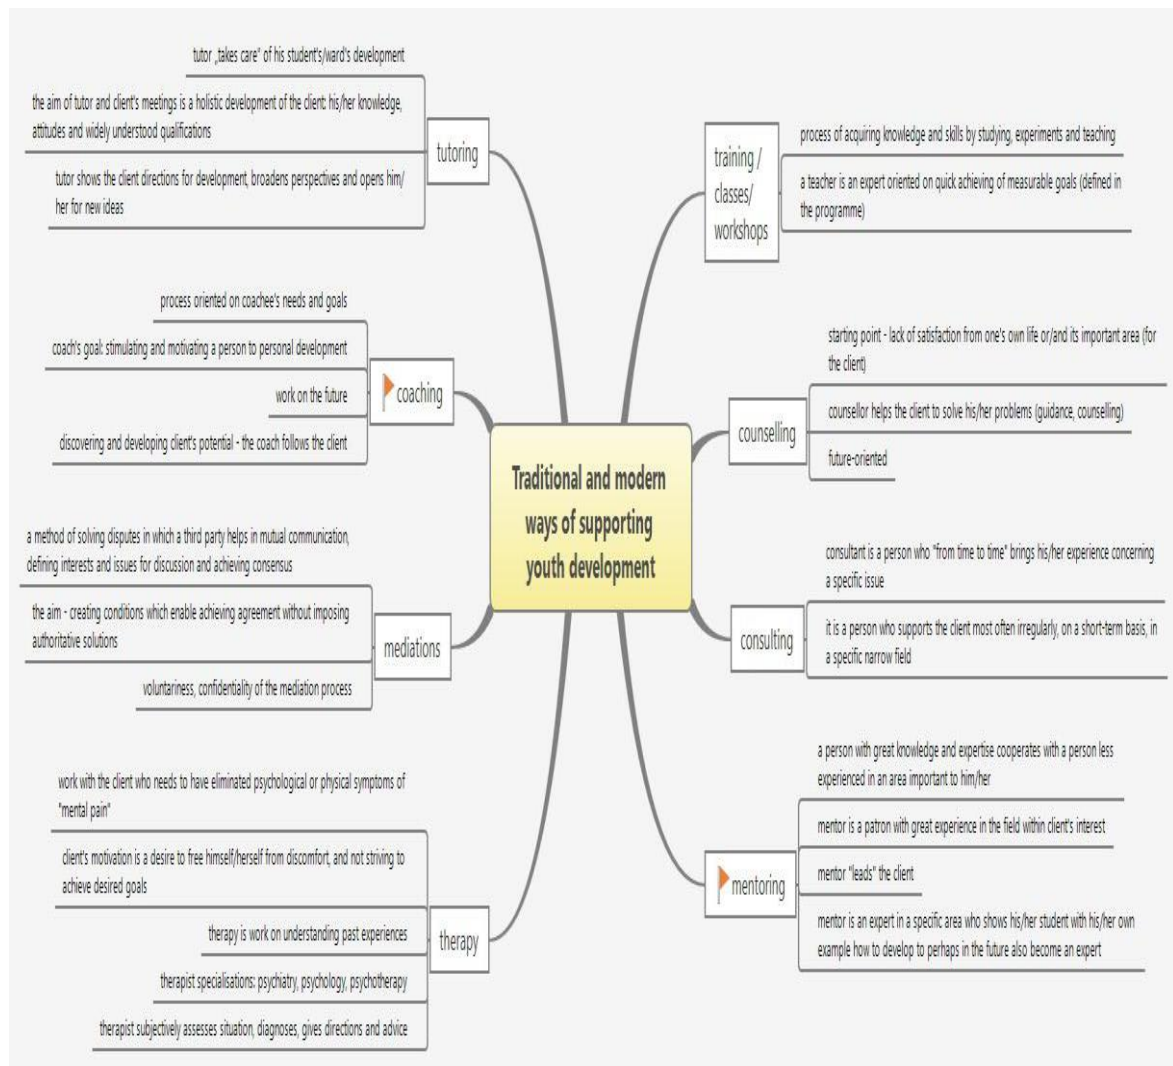 Traditional and modern
ways of supporting
youth development
tutoring
tutor „takes care" of his student's/ward's development
the aim of tutor and client's meetings is a holistic development of the client: his/her knowledge,
attitudes and widely understood qualifications
tutor shows the client directions for development, broadens perspectives and opens him/
her for new ideas
coaching
process oriented on coachee's needs and goals
coach's goal: stimulating and motivating a person to personal development
work on the future
discovering and developing client's potential - the coach follows the client
mediations
a method of solving disputes in which a third party helps in mutual communication,
defining interests and issues for discussion and achieving consensus
the aim - creating conditions which enable achieving agreement without imposing
authoritative solutions
voluntariness, confidentiality of the mediation process
therapy
work with the client who needs to have eliminated psychological or physical symptoms of
"mental pain"
client's motivation is a desire to free himself/herself from discomfort, and not striving to
achieve desired goals
therapy is work on understanding past experiences
therapist specialisations: psychiatry, psychology, psychotherapy
therapist subjectively assesses situation, diagnoses, gives directions and advice
training /
classes/
workshops
process of acquiring knowledge and skills by studying, experiments and teaching
a teacher is an expert oriented on quick achieving of measurable goals (defined in
the programme)
counselling
starting point - lack of satisfaction from one's own life or/and its important area (for
the client)
counsellor helps the client to solve his/her problems (guidance, counselling)
future-oriented
consulting
consultant is a person who "from time to time" brings his/her experience concerning
a specific issue
it is a person who supports the client most often irregularly, on a short-term basis, in
a specific narrow field
mentoring
a person with great knowledge and expertise cooperates with a person less
experienced in an area important to him/her
mentor is a patron with great experience in the field within client's interest
mentor "leads" the client
mentor is an expert in a specific area who shows his/her student with his/her own
example how to develop to perhaps in the future also become an expert